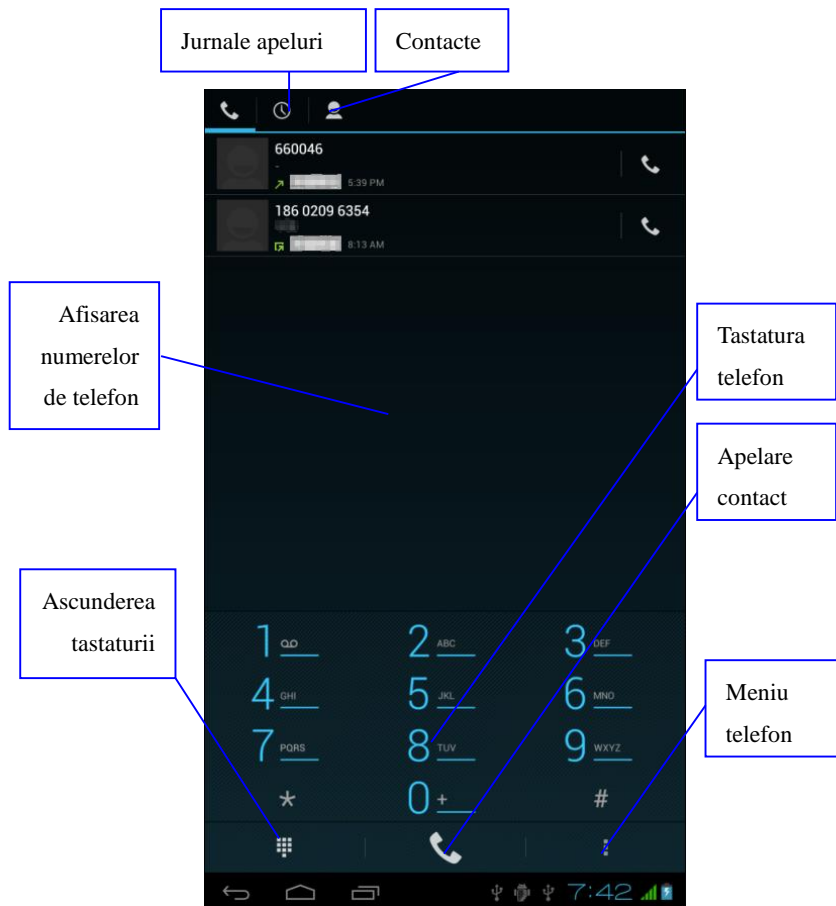 Jurnale apeluri
Contacte
660046
-
5:39 PM
186 0209 6354
8:13 AM
Afisarea
numerelor
de telefon
Tastatura
telefon
Apelare
contact
Ascunderea
tastaturii
1
2 ABC
3 DEF
4 GHI
5 JKL
6 MNO
7 PQRS
8 TUV
9 WXYZ
*
0 +
#
Meniu
telefon
7:42